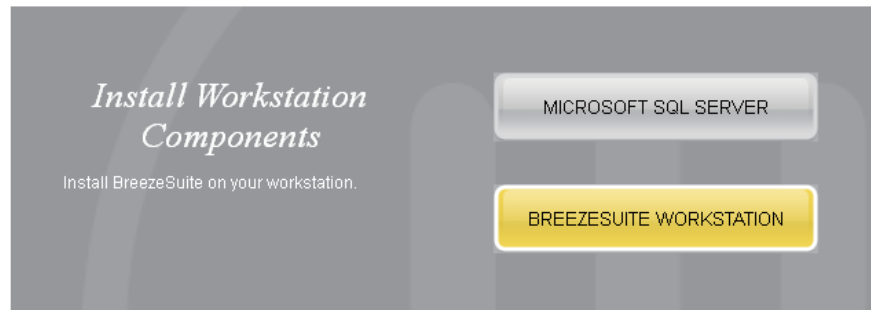 Install Workstation
Components
Install BreezeSuite on your workstation.
MICROSOFT SQL SERVER
BREEZESUITE WORKSTATION